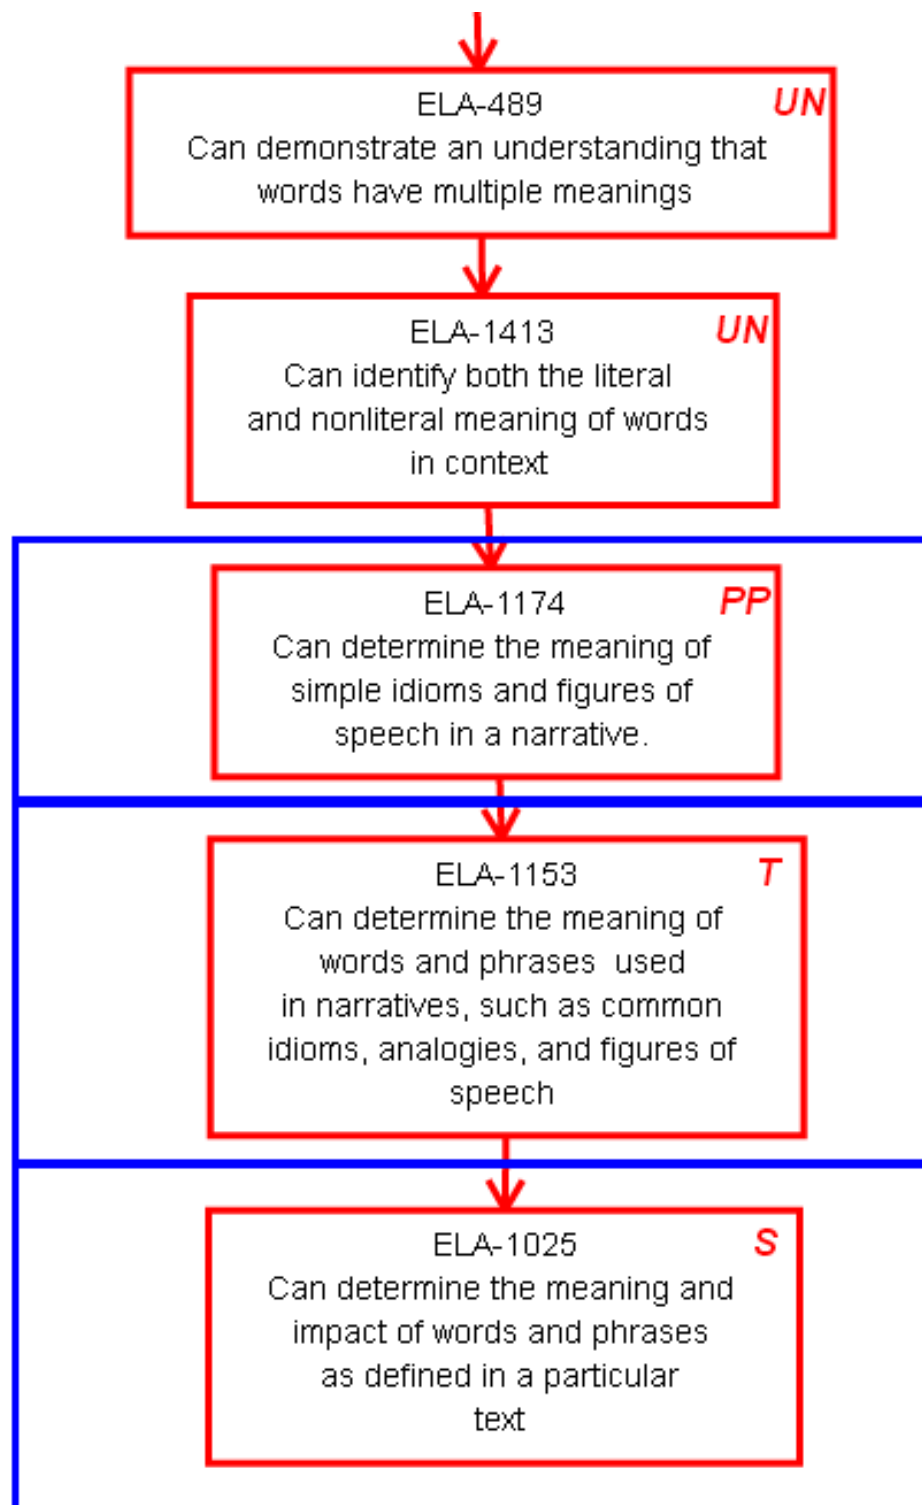 ELA-489 UN
Can demonstrate an understanding that
words have multiple meanings
ELA-1413 UN
Can identify both the literal
and nonliteral meaning of words
in context
ELA-1174 PP
Can determine the meaning of
simple idioms and figures of
speech in a narrative.
ELA-1153 T
Can determine the meaning of
words and phrases used
in narratives, such as common
idioms, analogies, and figures of
speech
ELA-1025 S
Can determine the meaning and
impact of words and phrases
as defined in a particular
text